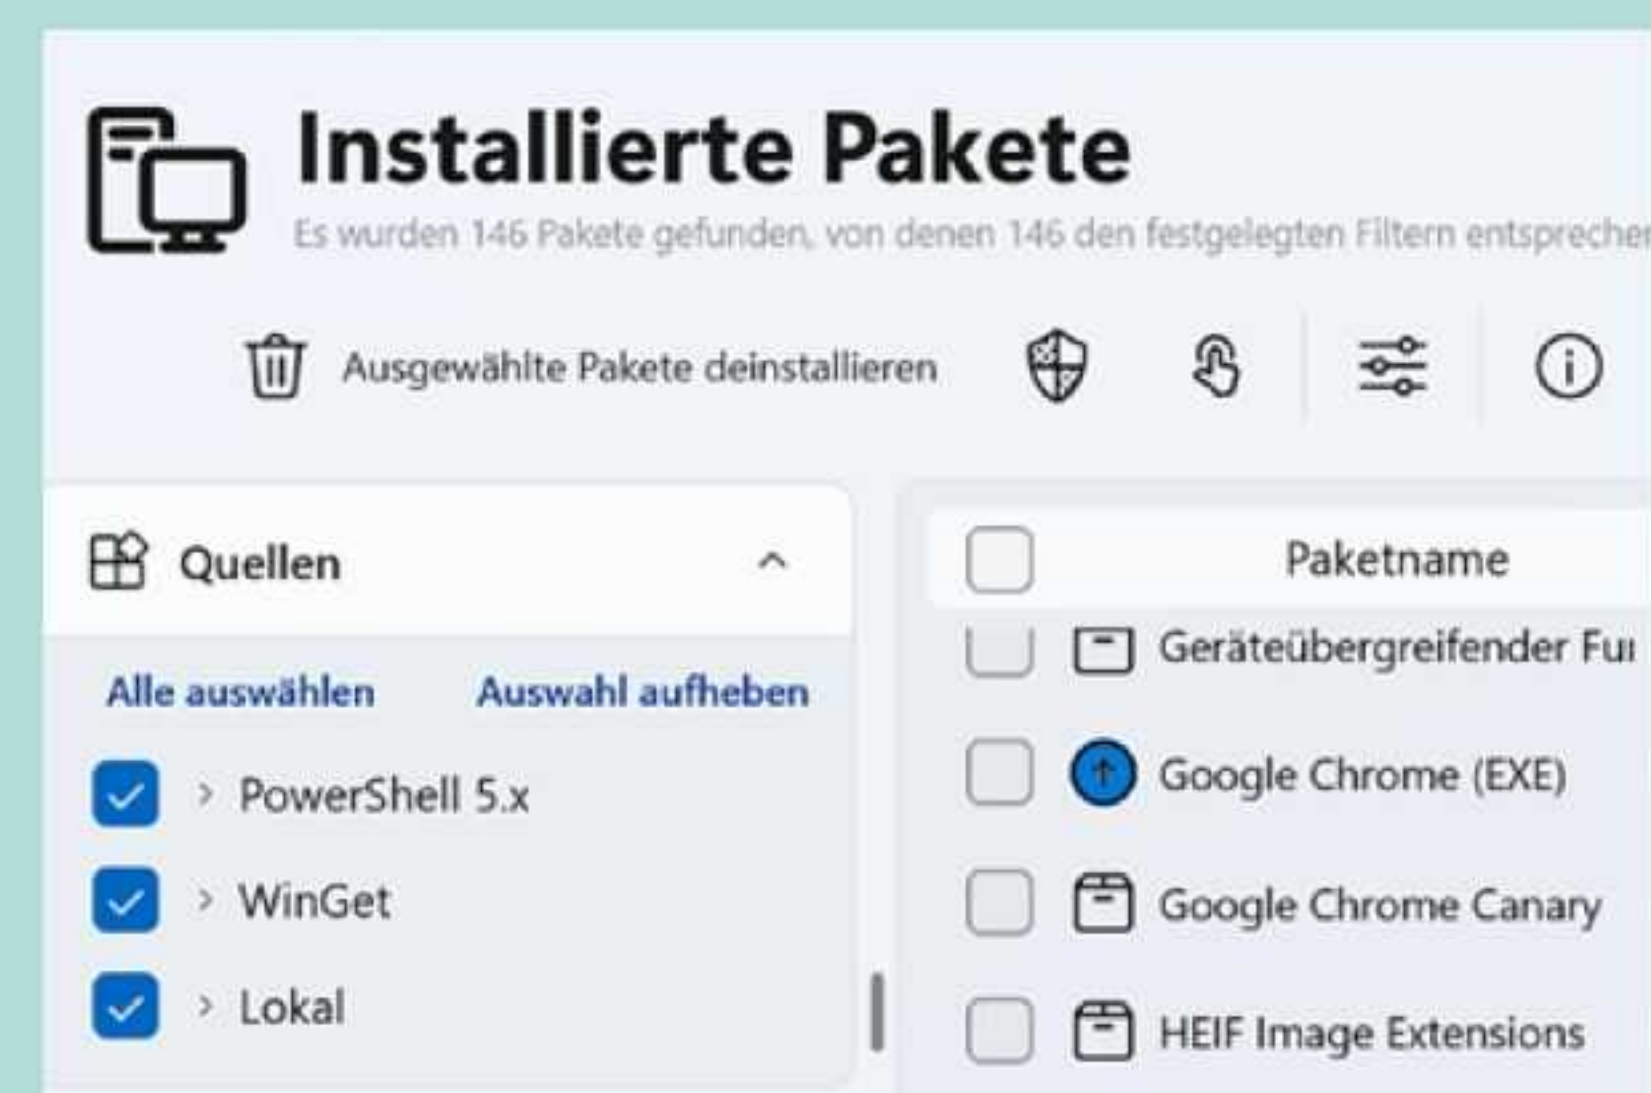 Installierte Pakete
Es wurden 146 Pakete gefunden, von denen 146 den festgelegten Filtern entsprechen
Ausgewählte Pakete deinstallieren
Quellen
Alle auswählen Auswahl aufheben
PowerShell 5.x
WinGet
Lokal
Paketname
Geräteübergreifender
Google Chrome (EXE)
Google Chrome Canary
HEIF Image Extensions